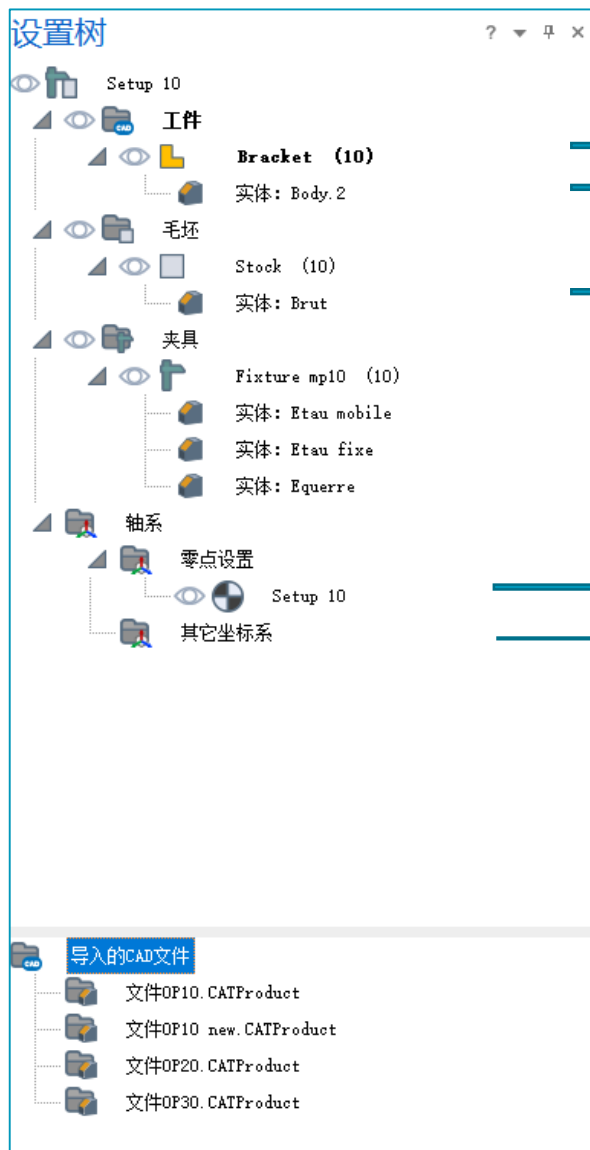 设置树
?
Setup 10
工件
Bracket (10)
实体: Body.2
毛坯
Stock (10)
实体: Brut
夹具
Fixture mp10 (10)
实体: Etau mobile
实体: Etau fixe
实体: Equerre
轴系
零点设置
Setup 10
其它坐标系
导入的CAD文件
文件OP10.CATProduct
文件OP10 new.CATProduct
文件OP20.CATProduct
文件OP30.CATProduct